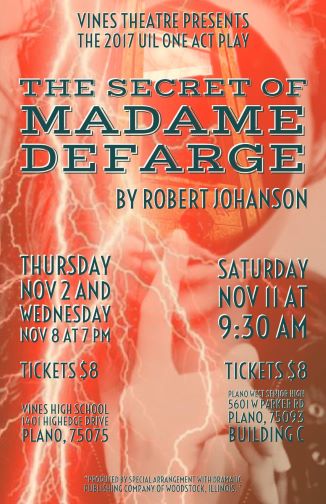 VINES THEATRE PRESENTS
THE 2017 UIL ONE ACT PLAY
THE SECRET OF
MADAME
DEFARGE
BY ROBERT JOHANSON
THURSDAY
NOV 2 AND
WEDNESDAY
NOV 8 AT 7 PM
TICKETS $8
VINES HIGH SCHOOL
1401 HIGHEDGE DRIVE
PLANO, 75075
SATURDAY
NOV 11 AT
9:30 AM
TICKETS $8
PLANO WEST SENIOR HIGH
5601 W PARKER RD
PLANO, 75093
BUILDING C
"PRODUCED BY SPECIAL ARRANGEMENT WITH DRAMATIC
PUBLISHING COMPANY OF WOODSTOCK, ILLINOIS."